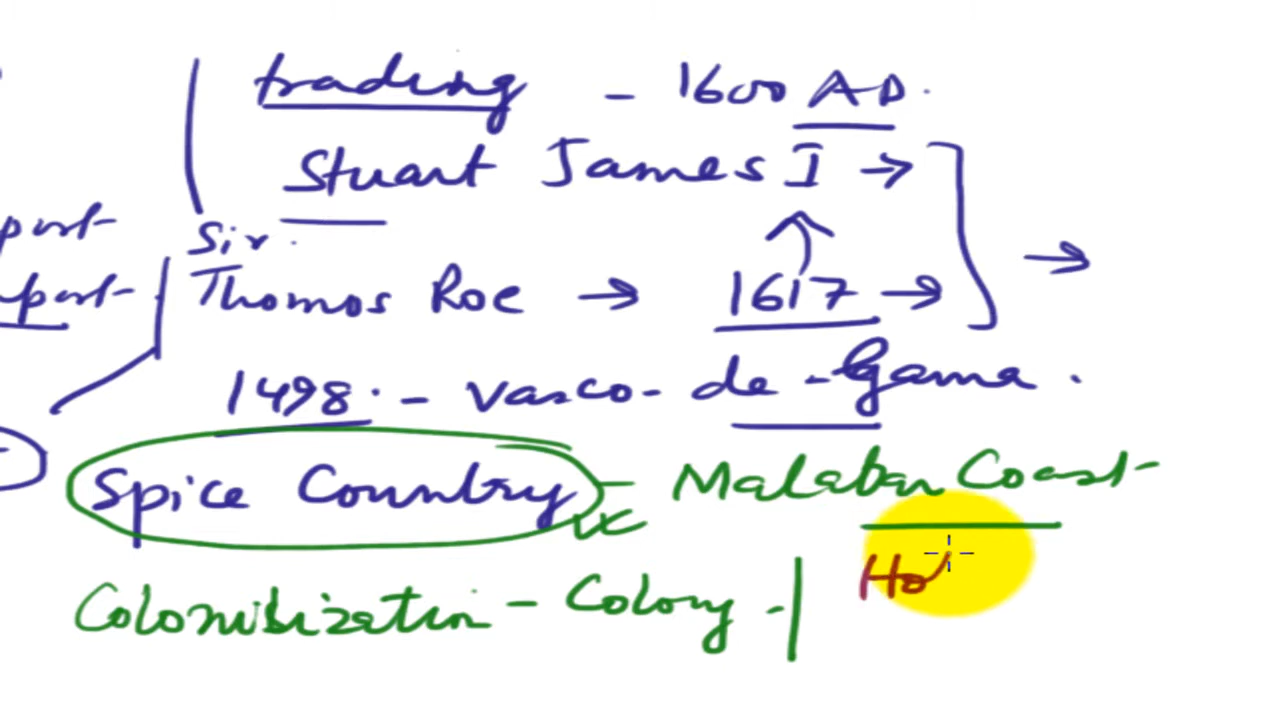 trading - 1600 AD.
Stuart James I →
port
Sir.
port Thomas Roe → 1617 →
1498. - Vasco- de - Gama.
Spice Country - Malabar Coast
Colonilization - Colony - Ho